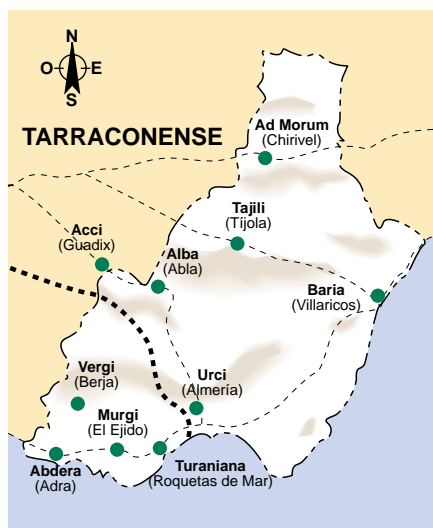 N
O E
S
TARRACONENSE
Ad Morum
(Chirivel)
Tajili
(Tíjola)
Acci
(Guadix)
Alba
(Abla)
Baria
(Villaricos)
Vergi
(Berja)
Urci
(Almería)
Murgi
(El Ejido)
Abdera
(Adra)
Turaniana
(Roquetas de Mar)